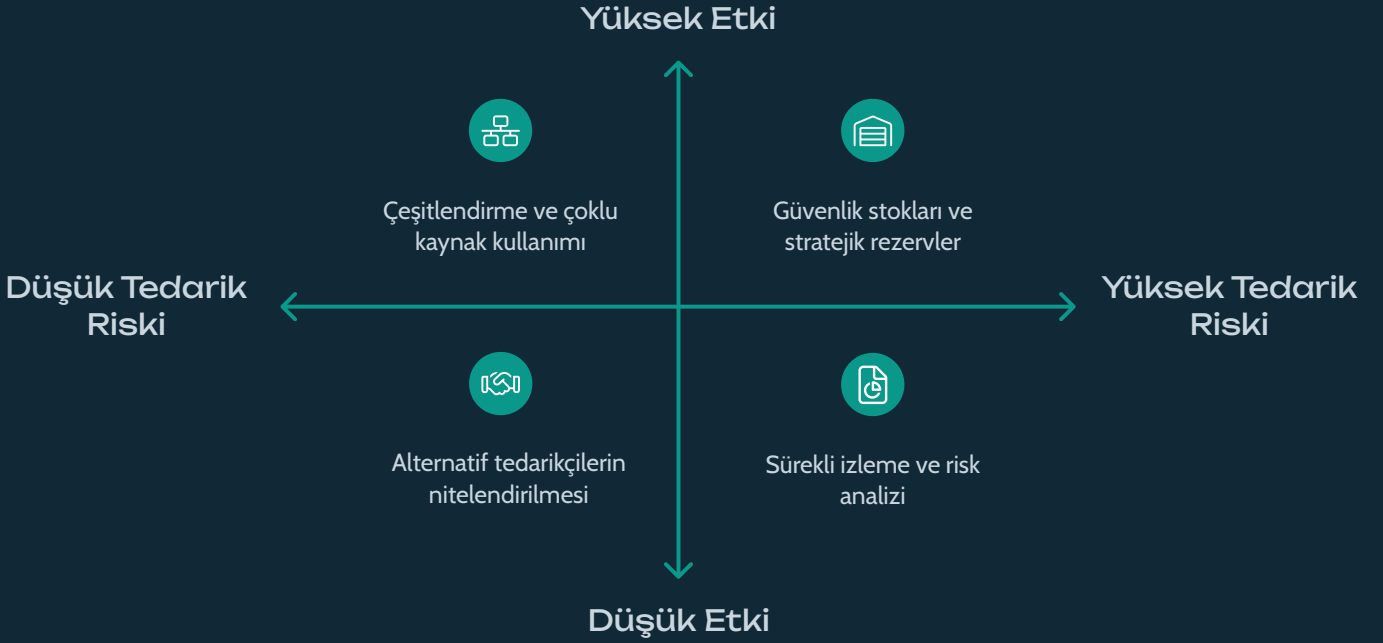 Yüksek Etki
Çeşitlendirme ve çoklu
kaynak kullanımı
Güvenlik stokları ve
stratejik rezervler
Düşük Tedarik
Riski
Yüksek Tedarik
Riski
Alternatif tedarikçilerin
nitelendirilmesi
Sürekli izleme ve risk
analizi
Düşük Etki